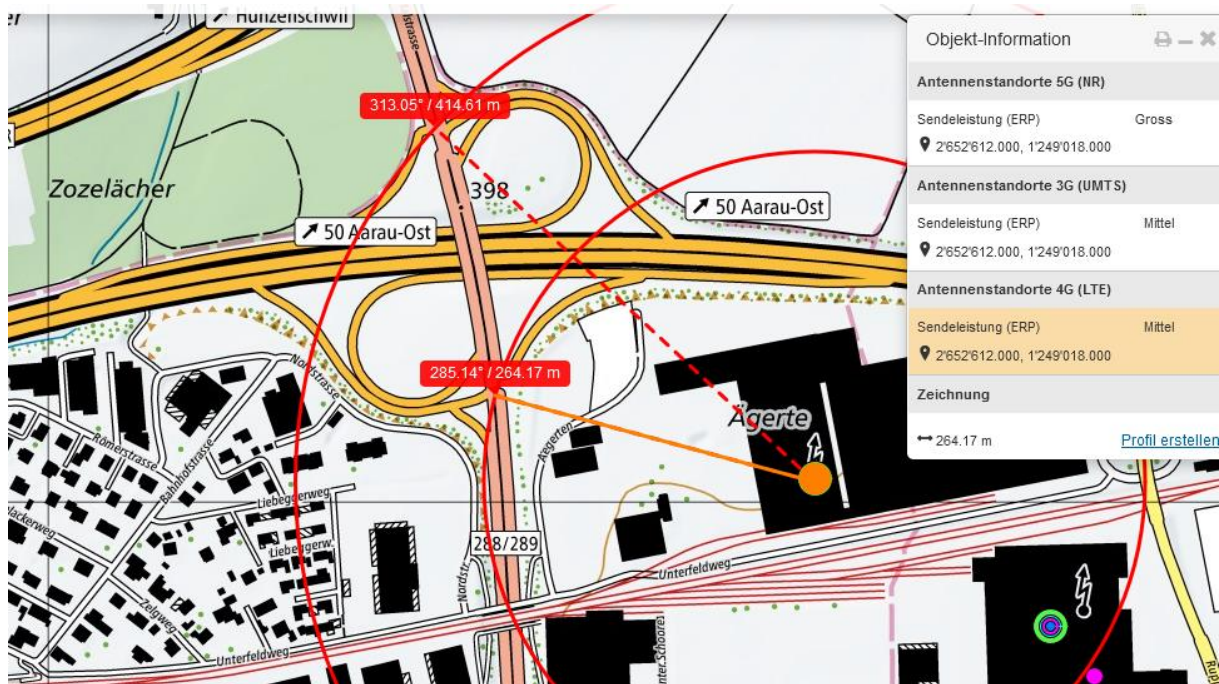 Hunzenschwil
313.05° / 414.61 m
Zozelächer
398
50 Aarau-Ost
50 Aarau-Ost
285.14° / 264.17 m
Nordstrasse
Ägerte
Aegerten
Römerstrasse
Bahnhofstrasse
Liebeggerweg
Liebeggerw.
288/289
Nordstr.
Unterfeldweg
Zelgweg
Unterfeldweg
Objekt-Information
Antennenstandorte 5G (NR)
Sendeleistung (ERP) Gross
2'652'612.000, 1'249'018.000
Antennenstandorte 3G (UMTS)
Sendeleistung (ERP) Mittel
2'652'612.000, 1'249'018.000
Antennenstandorte 4G (LTE)
Sendeleistung (ERP) Mittel
2'652'612.000, 1'249'018.000
Zeichnung
264.17 m Profil erstellen